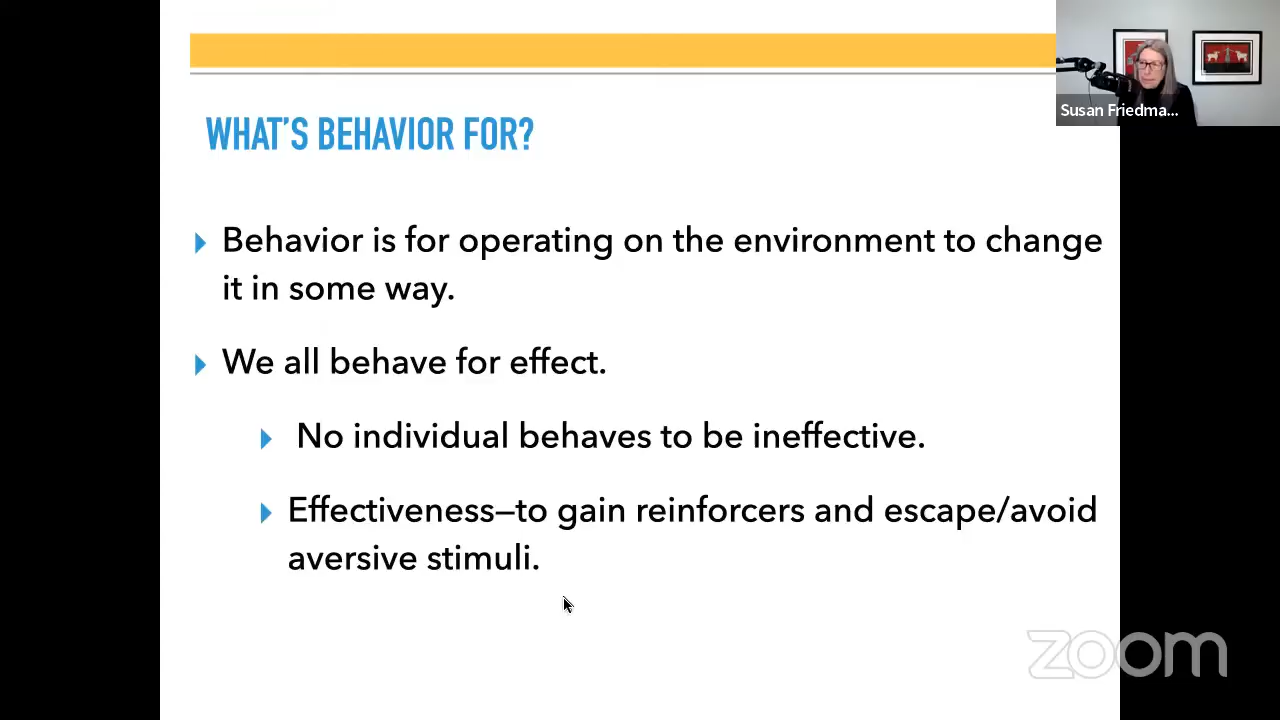 Susan Friedma...
WHAT'S BEHAVIOR FOR?
Behavior is for operating on the environment to change
it in some way.
We all behave for effect.
No individual behaves to be ineffective.
Effectiveness—to gain reinforcers and escape/avoid
aversive stimuli.
zoom